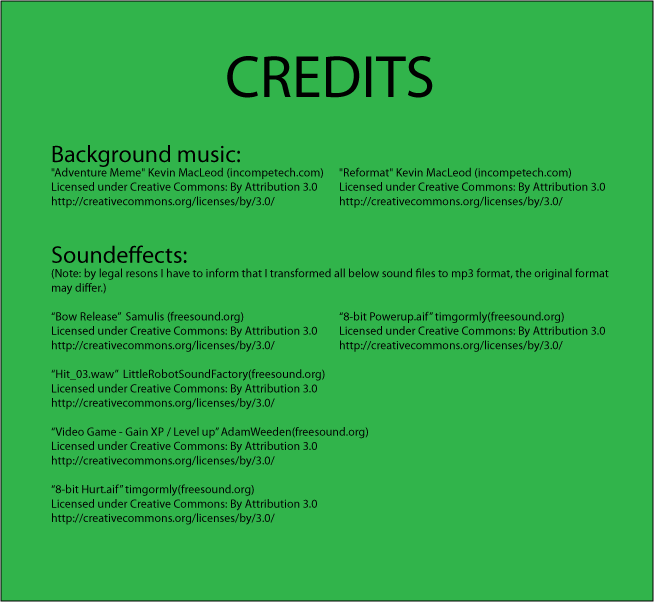 CREDITS
Background music:
"Adventure Meme" Kevin MacLeod (incompetech.com)
Licensed under Creative Commons: By Attribution 3.0
http://creativecommons.org/licenses/by/3.0/
"Reformat" Kevin MacLeod (incompetech.com)
Licensed under Creative Commons: By Attribution 3.0
http://creativecommons.org/licenses/by/3.0/
Soundeffects:
(Note: by legal resons I have to inform that I transformed all below sound files to mp3 format, the original format
may differ.)
“Bow Release” Samulis (freesound.org)
Licensed under Creative Commons: By Attribution 3.0
http://creativecommons.org/licenses/by/3.0/
“8-bit Powerup.aif” timgormly(freesound.org)
Licensed under Creative Commons: By Attribution 3.0
http://creativecommons.org/licenses/by/3.0/
“Hit_03.waw” LittleRobotSoundFactory(freesound.org)
Licensed under Creative Commons: By Attribution 3.0
http://creativecommons.org/licenses/by/3.0/
“Video Game - Gain XP / Level up” AdamWeeden(freesound.org)
Licensed under Creative Commons: By Attribution 3.0
http://creativecommons.org/licenses/by/3.0/
“8-bit Hurt.aif” timgormly(freesound.org)
Licensed under Creative Commons: By Attribution 3.0
http://creativecommons.org/licenses/by/3.0/